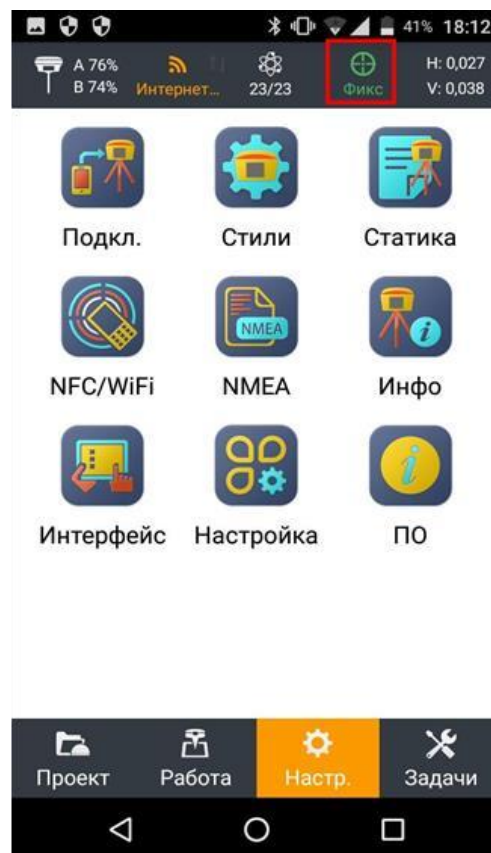 41% 18:12
A 76%
B 74%
Интернет...
23/23
Фикс
H: 0,027
V: 0,038
Подкл.
Стили
Статика
NMEA
NFC/WiFi
NMEA
Инфо
Интерфейс
Настройка
ПО
Проект
Работа
Настр.
Задачи